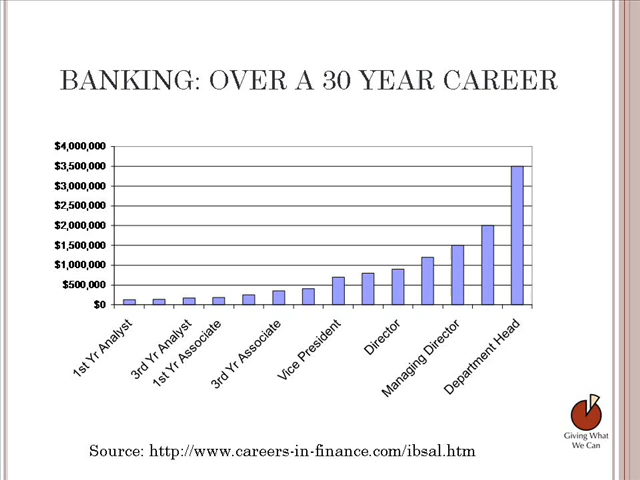 BANKING: OVER A 30 YEAR CAREER
$4,000,000
$3,500,000
$3,000,000
$2,500,000
$2,000,000
$1,500,000
$1,000,000
$500,000
$0
1st Yr Analyst
3rd Yr Analyst
1st Yr Associate
3rd Yr Associate
Vice President
Director
Managing Director
Department Head
Giving What
We Can
Source: http://www.careers-in-finance.com/ibsal.htm